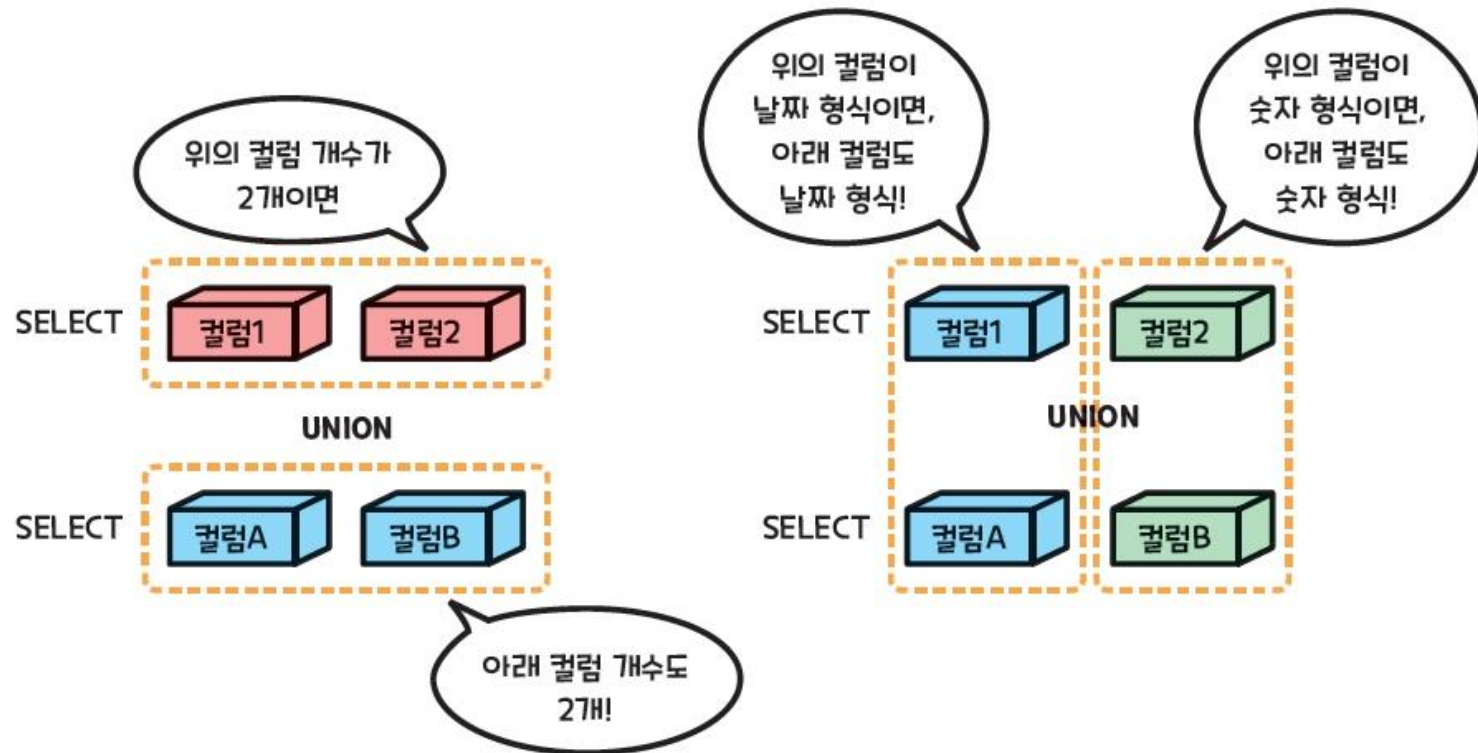 위의 컬럼 개수가
2개이면
SELECT
컬럼1
컬럼2
UNION
SELECT
컬럼A
컬럼B
아래 컬럼 개수도
2개!
위의 컬럼이
날짜 형식이면,
아래 컬럼도
날짜 형식!
위의 컬럼이
숫자 형식이면,
아래 컬럼도
숫자 형식!
SELECT
컬럼1
컬럼2
UNION
SELECT
컬럼A
컬럼B